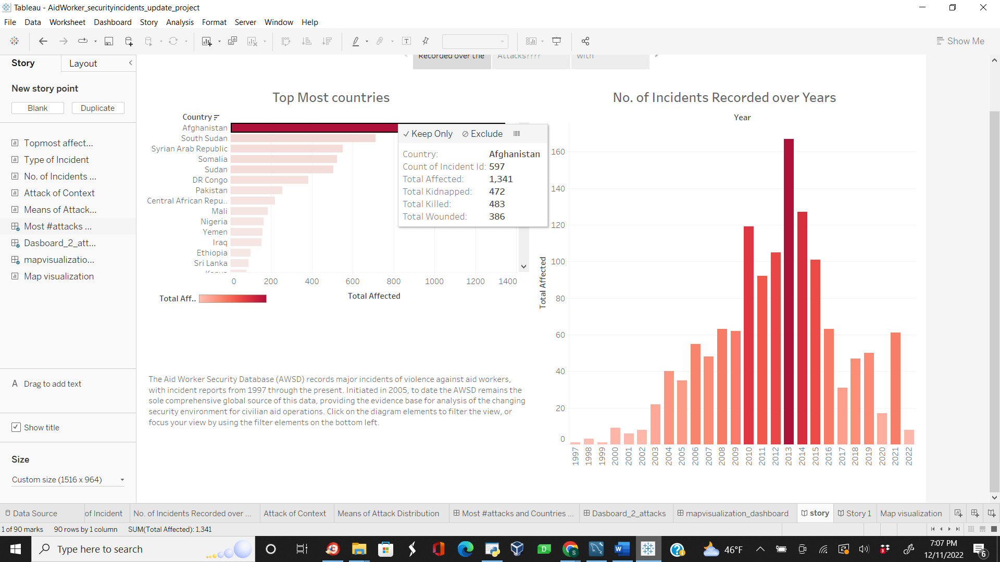 Tableau - AidWorker_securityincidents_update_project
File Data Worksheet Dashboard Story Analysis Format Server Window Help
Show Me
Story Layout
Recorded over the
Attacks????
with
New story point
Blank Duplicate
Topmost affect...
Type of Incident
No. of Incidents ...
Attack of Context
Means of Attack...
Most #attacks ...
Dasboard_2_att...
mapvisualizatio...
Map visualization
A Drag to add text
Show title
Size
Custom size (1516 x 964)
Top Most countries
Country
Afghanistan
South Sudan
Syrian Arab Republic
Somalia
Sudan
DR Congo
Pakistan
Central African Repu..
Mali
Nigeria
Yemen
Iraq
Ethiopia
Sri Lanka
0 200 400 600 800 1000 1200 1400
Total Affected
Total Aff..
Keep Only Exclude
Country: Afghanistan
Count of Incident Id: 597
Total Affected: 1,341
Total Kidnapped: 472
Total Killed: 483
Total Wounded: 386
The Aid Worker Security Database (AWSD) records major incidents of violence against aid workers,
with incident reports from 1997 through the present. Initiated in 2005, to date the AWSD remains the
sole comprehensive global source of this data, providing the evidence base for analysis of the changing
security environment for civilian aid operations. Click on the diagram elements to filter the view, or
focus your view by using the filter elements on the bottom left.
No. of Incidents Recorded over Years
Year
Total Affected
160
140
120
100
80
60
40
20
0
1997 1998 1999 2000 2001 2002 2003 2004 2005 2006 2007 2008 2009 2010 2011 2012 2013 2014 2015 2016 2017 2018 2019 2020 2021 2022
Data Source of Incident No. of Incidents Recorded over ... Attack of Context Means of Attack Distribution Most #attacks and Countries ... Dasboard_2_attacks mapvisualization_dashboard story Story 1 Map visualization
1 of 90 marks 90 rows by 1 column SUM(Total Affected): 1,341
Type here to search
46°F
7:07 PM
12/11/2022
6